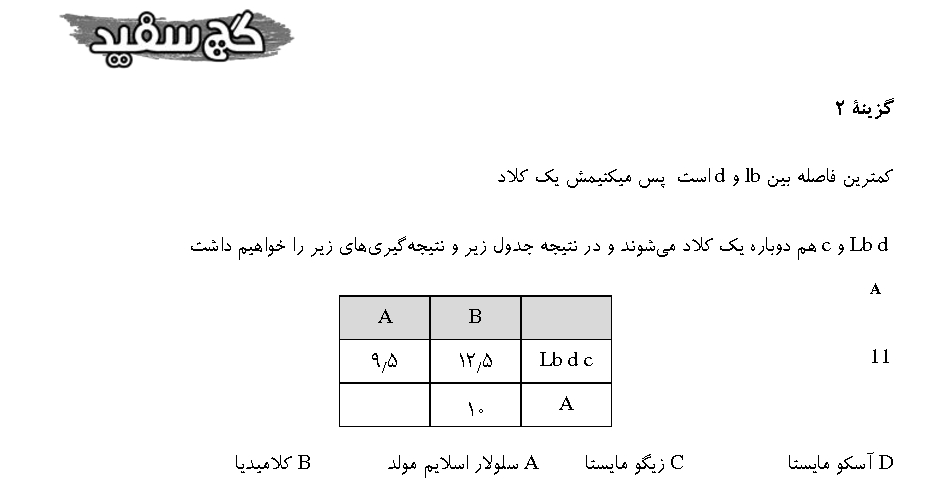 گچ سفید
گزینهٔ ۲
کمترین فاصله بین lb و d است پس میکنیمش یک کلاد
Lb d و c هم دوباره یک کلاد می‌شوند و در نتیجه جدول زیر و نتیجه‌گیری‌های زیر را خواهیم داشت
A
A B
11
۹٫۵ ۱۲٫۵ Lb d c
۱۰ A
D آسکو مایستا C زیگو مایستا A سلولار اسلایم مولد B کلامیدیا